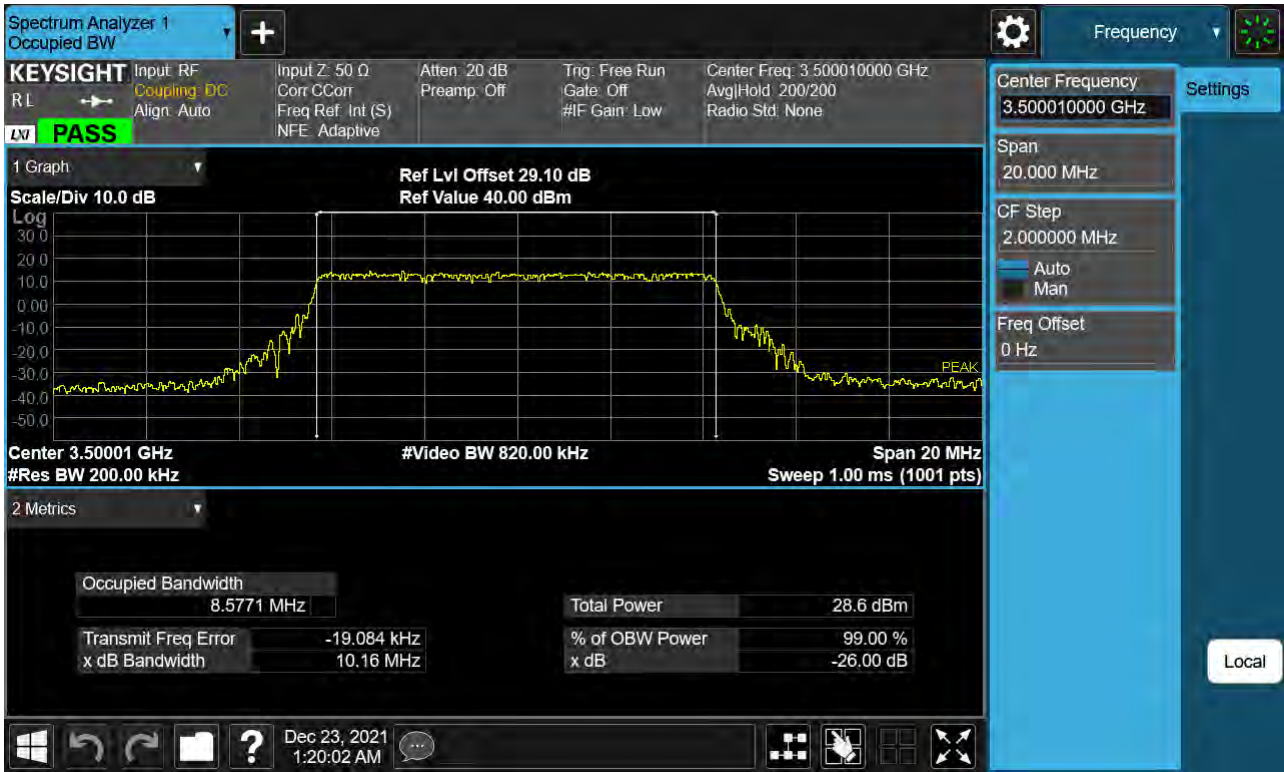 Spectrum Analyzer 1
Occupied BW
+
Frequency
KEYSIGHT
RL
LXI PASS
Input: RF
Coupling: DC
Align: Auto
Input Z: 50 Ω
Corr CCorr
Freq Ref: Int (S)
NFE: Adaptive
Atten: 20 dB
Preamp: Off
Trig: Free Run
Gate: Off
#IF Gain: Low
Center Freq: 3.500010000 GHz
Avg|Hold: 200/200
Radio Std: None
Center Frequency
3.500010000 GHz
Settings
Span
20.000 MHz
CF Step
2.000000 MHz
Auto
Man
Freq Offset
0 Hz
Local
1 Graph
Scale/Div 10.0 dB
Ref Lvl Offset 29.10 dB
Ref Value 40.00 dBm
Log
30.0
20.0
10.0
0.00
-10.0
-20.0
-30.0
-40.0
-50.0
PEAK
Center 3.50001 GHz
#Res BW 200.00 kHz
#Video BW 820.00 kHz
Span 20 MHz
Sweep 1.00 ms (1001 pts)
2 Metrics
Occupied Bandwidth
8.5771 MHz
Total Power 28.6 dBm
Transmit Freq Error -19.084 kHz
% of OBW Power 99.00 %
x dB Bandwidth 10.16 MHz
x dB -26.00 dB
?
Dec 23, 2021
1:20:02 AM